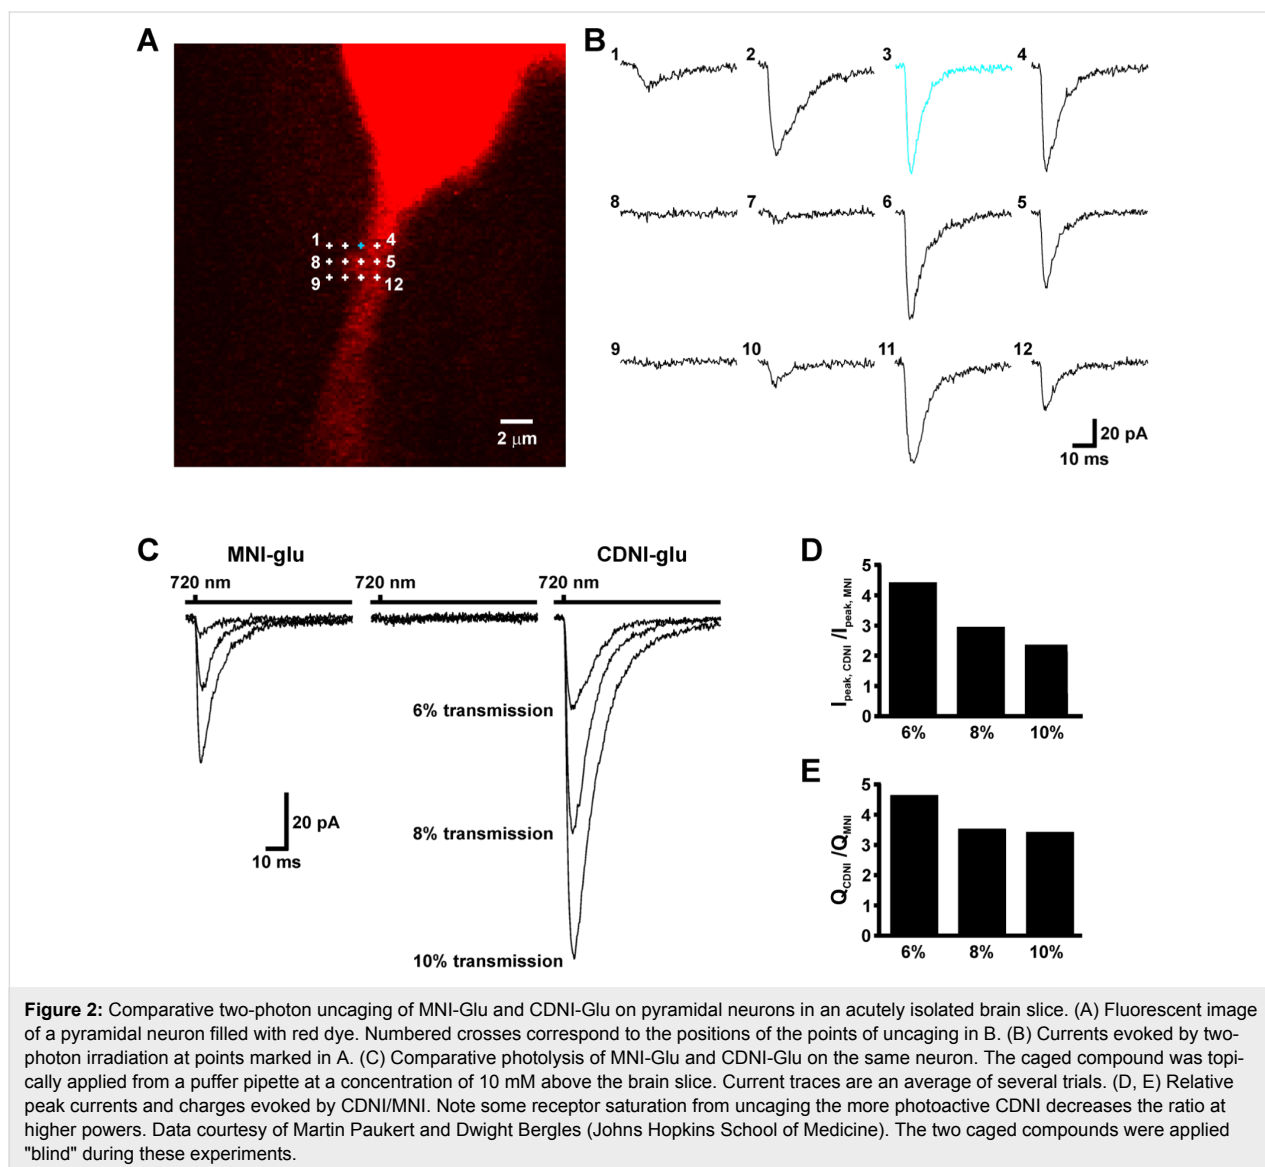 A
1
4
8
5
9
12
2 μm
B
1
2
3
4
8
7
6
5
9
10
11
12
20 pA
10 ms
C
MNI-glu
CDNI-glu
720 nm
720 nm
720 nm
6% transmission
8% transmission
10% transmission
20 pA
10 ms
D
I peak, CDNI /I peak, MNI
5
4
3
2
1
0
6%
8%
10%
E
Q CDNI /Q MNI
5
4
3
2
1
0
6%
8%
10%
Figure 2: Comparative two-photon uncaging of MNI-Glu and CDNI-Glu on pyramidal neurons in an acutely isolated brain slice. (A) Fluorescent image
of a pyramidal neuron filled with red dye. Numbered crosses correspond to the positions of the points of uncaging in B. (B) Currents evoked by two-
photon irradiation at points marked in A. (C) Comparative photolysis of MNI-Glu and CDNI-Glu on the same neuron. The caged compound was topi-
cally applied from a puffer pipette at a concentration of 10 mM above the brain slice. Current traces are an average of several trials. (D, E) Relative
peak currents and charges evoked by CDNI/MNI. Note some receptor saturation from uncaging the more photoactive CDNI decreases the ratio at
higher powers. Data courtesy of Martin Paukert and Dwight Bergles (Johns Hopkins School of Medicine). The two caged compounds were applied
"blind" during these experiments.